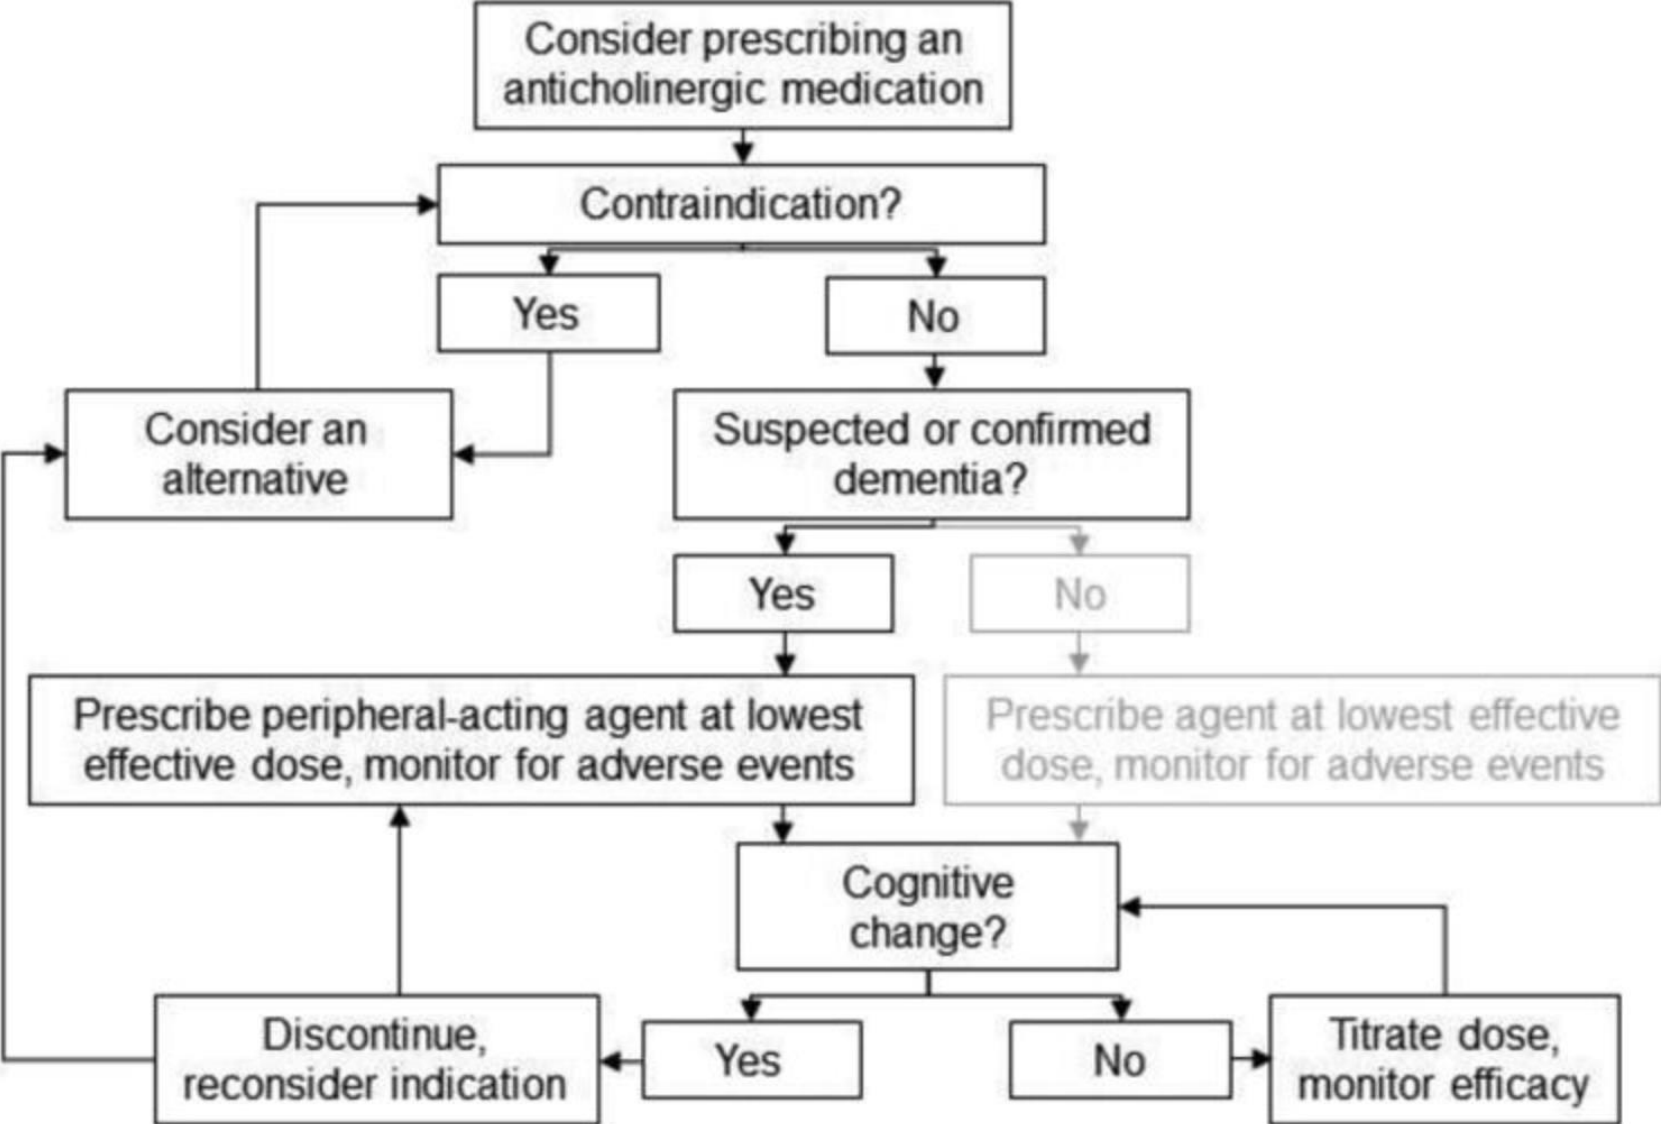 Consider prescribing an
anticholinergic medication
Contraindication?
Yes
No
Consider an
alternative
Suspected or confirmed
dementia?
Yes
No
Prescribe peripheral-acting agent at lowest
effective dose, monitor for adverse events
Prescribe agent at lowest effective
dose, monitor for adverse events
Cognitive
change?
Discontinue,
reconsider indication
Yes
No
Titrate dose,
monitor efficacy